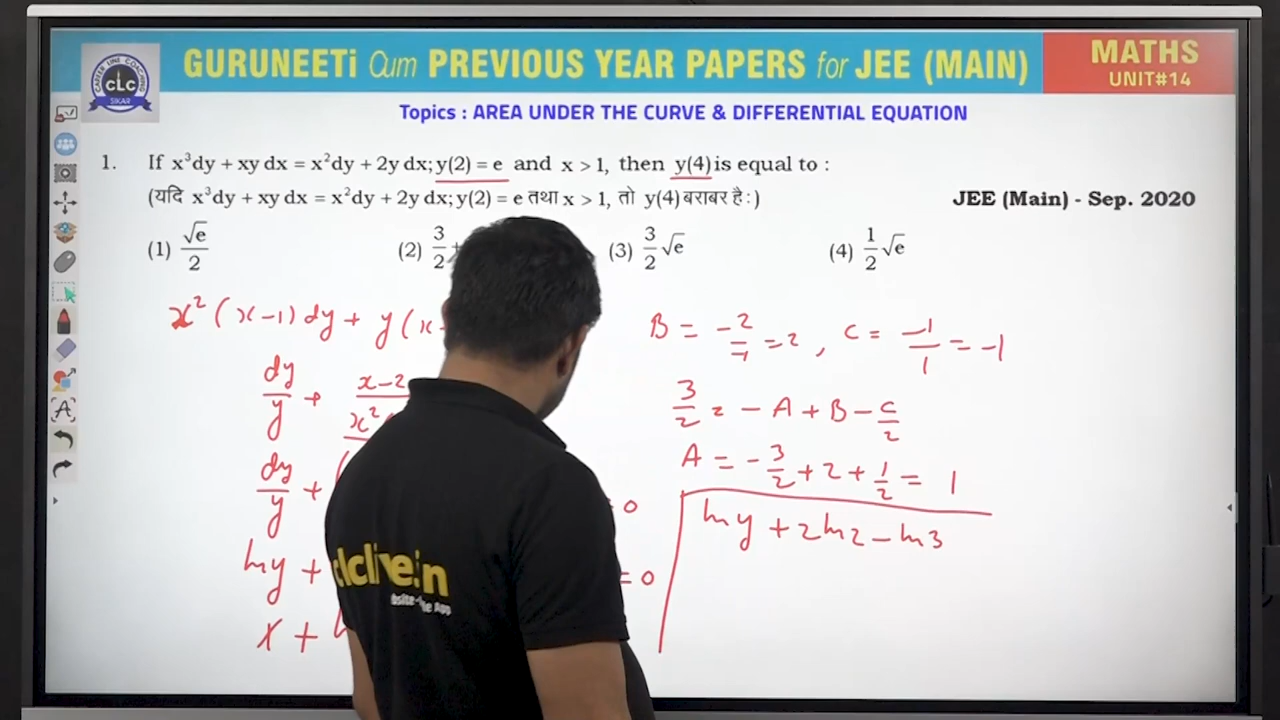 CAREER LINE COACHING
CLC
SIKAR
GURUNEETi Cum PREVIOUS YEAR PAPERS for JEE (MAIN)
MATHS
UNIT#14
Topics : AREA UNDER THE CURVE & DIFFERENTIAL EQUATION
1. If x³dy + xy dx = x²dy + 2y dx; y(2) = e and x > 1, then y(4) is equal to :
(यदि x³dy + xy dx = x²dy + 2y dx; y(2) = e तथा x > 1, तो y(4) बराबर है:)
JEE (Main) - Sep. 2020
(1) √e/2 (2) 3/2 (3) 3/2 √e (4) 1/2 √e
x² (x-1) dy + y (x
dy/y + x-2/x²
dy/y + ( = 0
ln y + = 0
x +
B = -2/-1 = 2, C = -1/1 = -1
3/2 = - A + B - C/2
A = - 3/2 + 2 + 1/2 = 1
ln y + 2 ln 2 - ln 3
clclive.in